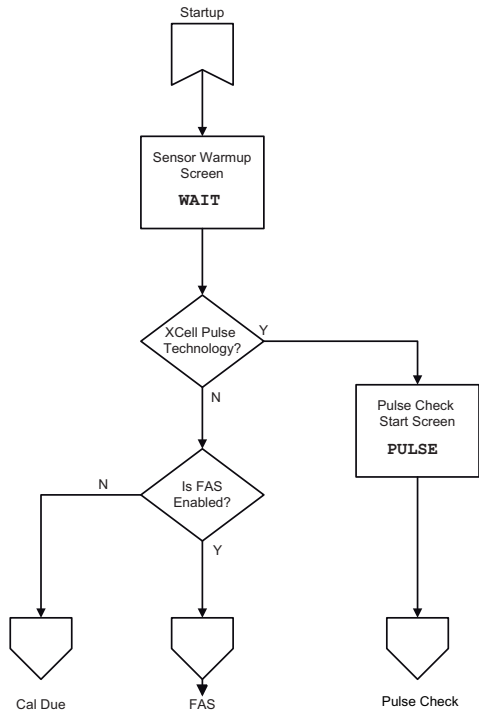 Startup
Sensor Warmup
Screen
WAIT
XCell Pulse
Technology?
Y
N
Pulse Check
Start Screen
PULSE
Is FAS
Enabled?
N
Y
Cal Due
FAS
Pulse Check